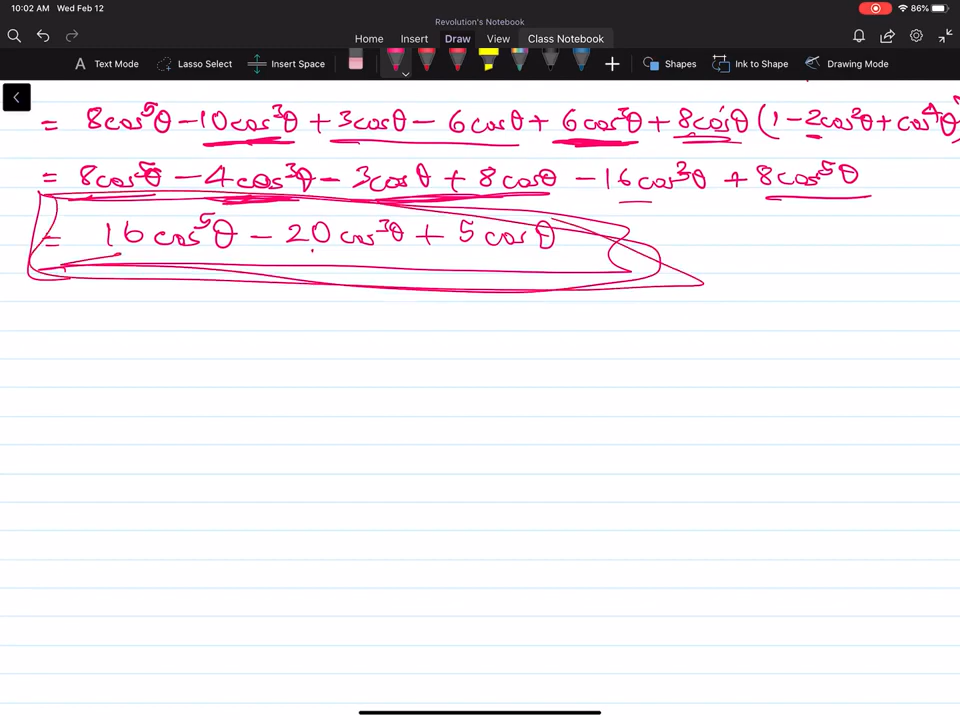 10:02 AM Wed Feb 12
86%
Revolution's Notebook
Home Insert Draw View Class Notebook
Text Mode Lasso Select Insert Space Shapes Ink to Shape Drawing Mode
= 8cos⁵θ − 10cos³θ + 3cosθ − 6cosθ + 6cos³θ + 8cosθ (1 − 2cos²θ + cos⁴θ
= 8cos⁵θ − 4cos³θ − 3cosθ + 8cosθ − 16cos³θ + 8cos⁵θ
= 16cos⁵θ − 20cos³θ + 5cosθ